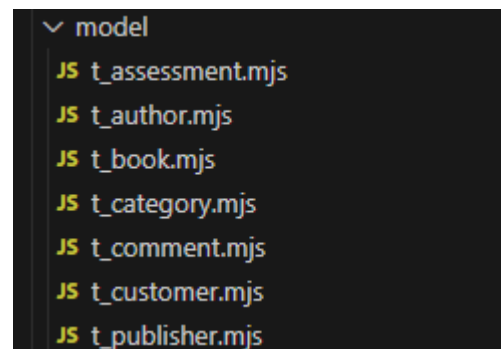 model
JS t_assessment.mjs
JS t_author.mjs
JS t_book.mjs
JS t_category.mjs
JS t_comment.mjs
JS t_customer.mjs
JS t_publisher.mjs